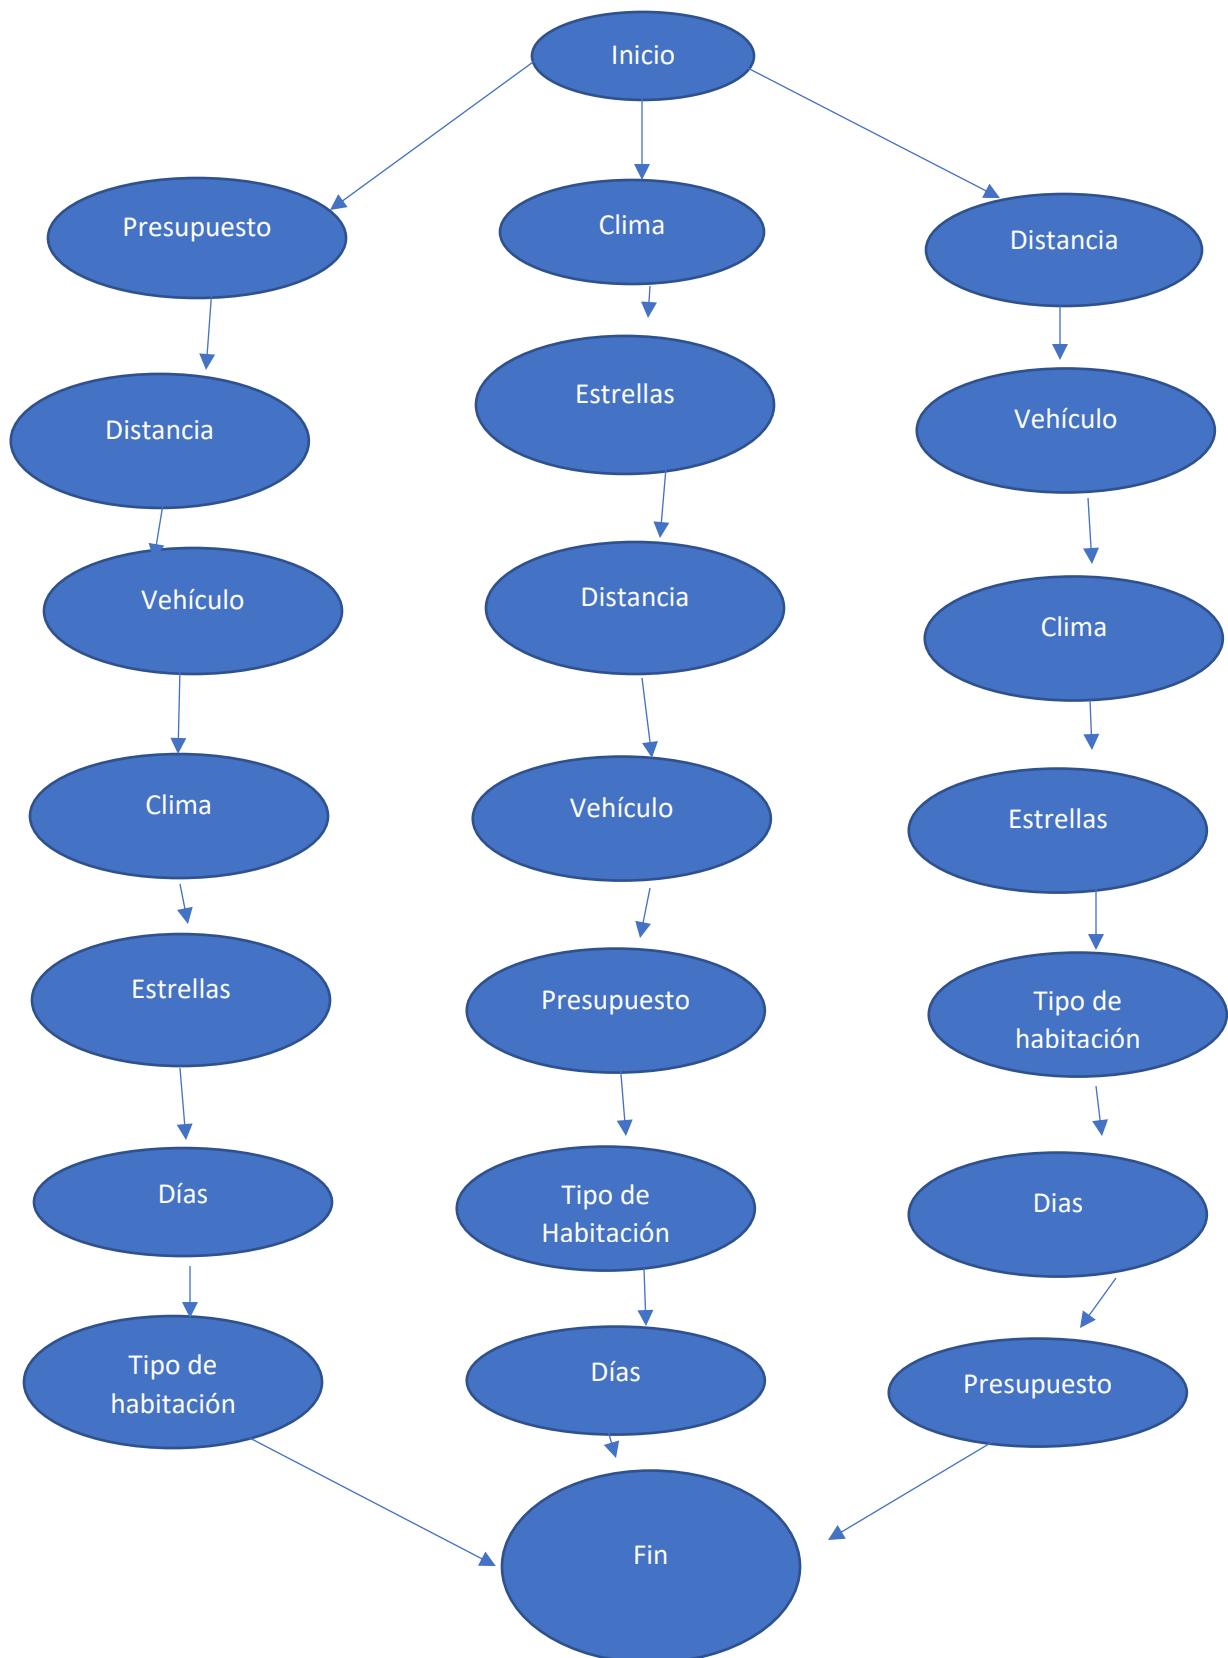 Inicio
Presupuesto
Clima
Distancia
Distancia
Estrellas
Vehículo
Vehículo
Distancia
Clima
Clima
Vehículo
Estrellas
Estrellas
Presupuesto
Tipo de
habitación
Días
Tipo de
Habitación
Dias
Tipo de
habitación
Días
Presupuesto
Fin